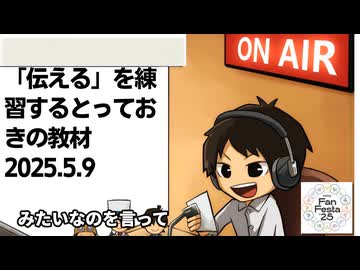 ON AIR
「伝える」を練
習するとってお
きの教材
2025.5.9
Fan
Festa
'25
みたいなのを言って